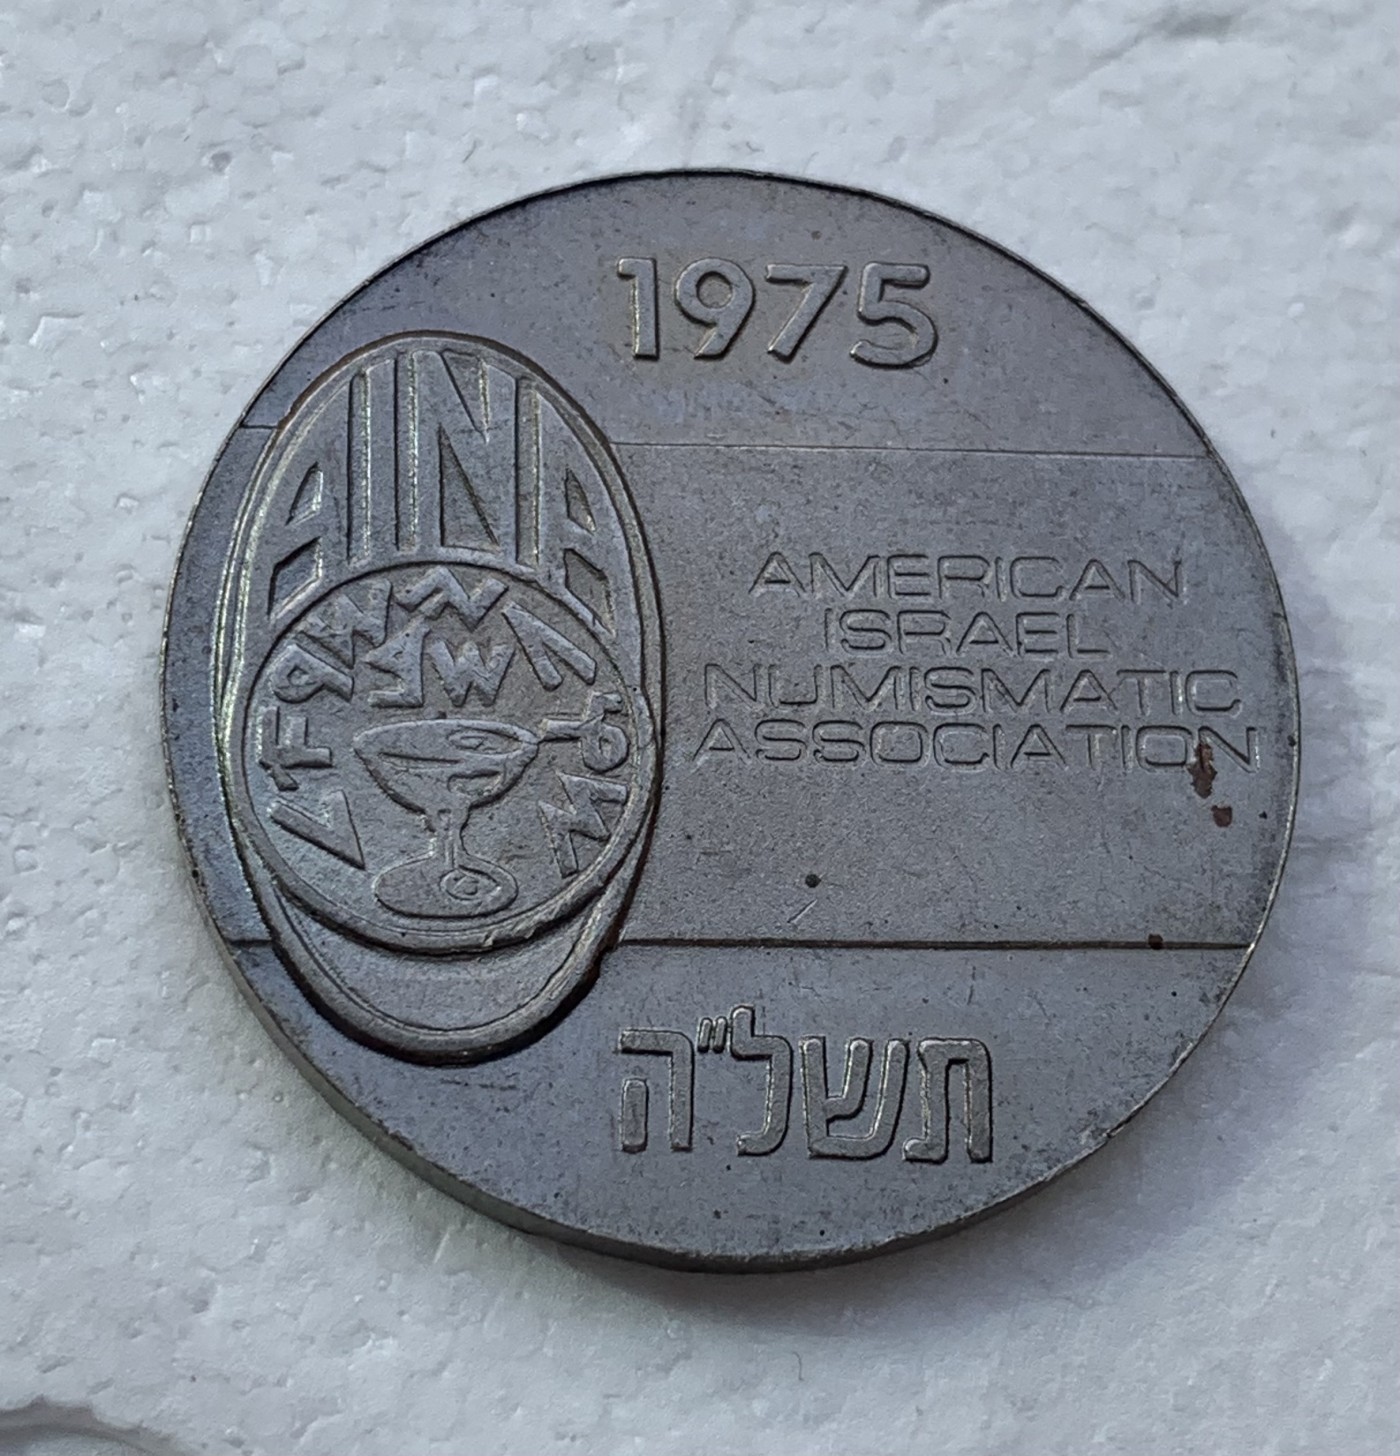 1975
AINA
AMERICAN
ISRAEL
NUMISMATIC
ASSOCIATION
תשל"ה